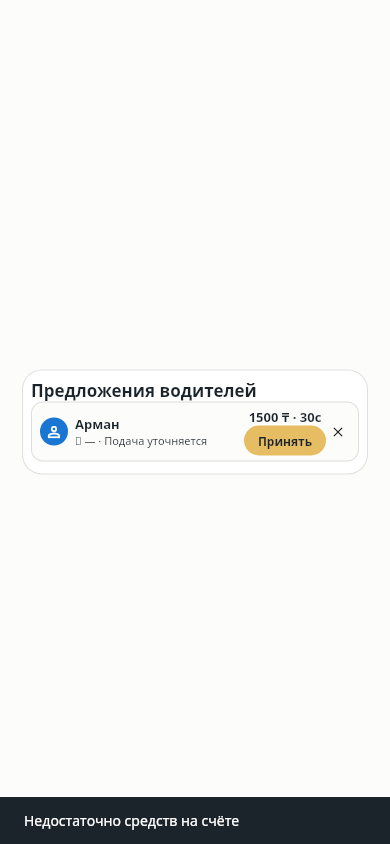 Предложения водителей
Арман
— · Подача уточняется
1500 ₸ · 30с
Принять
Недостаточно средств на счёте